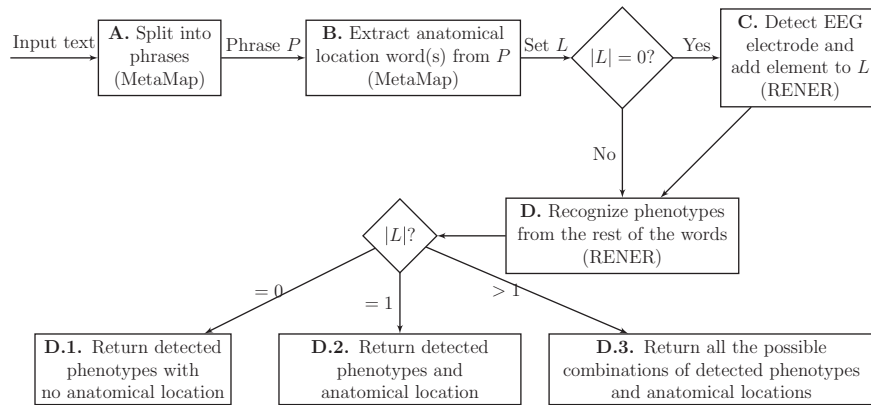 Input text
A. Split into
phrases
(MetaMap)
Phrase P
B. Extract anatomical
location word(s) from P
(MetaMap)
Set L
|L| = 0?
Yes
C. Detect EEG
electrode and
add element to L
(RENER)
No
D. Recognize phenotypes
from the rest of the words
(RENER)
|L|?
= 0
= 1
> 1
D.1. Return detected
phenotypes with
no anatomical location
D.2. Return detected
phenotypes and
anatomical location
D.3. Return all the possible
combinations of detected phenotypes
and anatomical locations